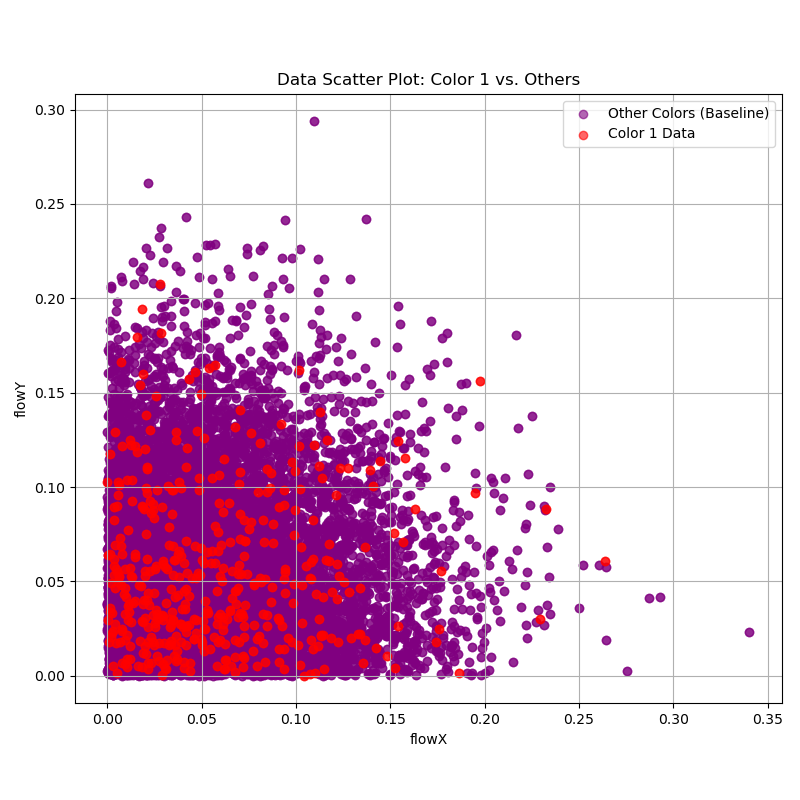 Data Scatter Plot: Color 1 vs. Others
Other Colors (Baseline)
Color 1 Data
flowY
0.30
0.25
0.20
0.15
0.10
0.05
0.00
0.00 0.05 0.10 0.15 0.20 0.25 0.30 0.35
flowX